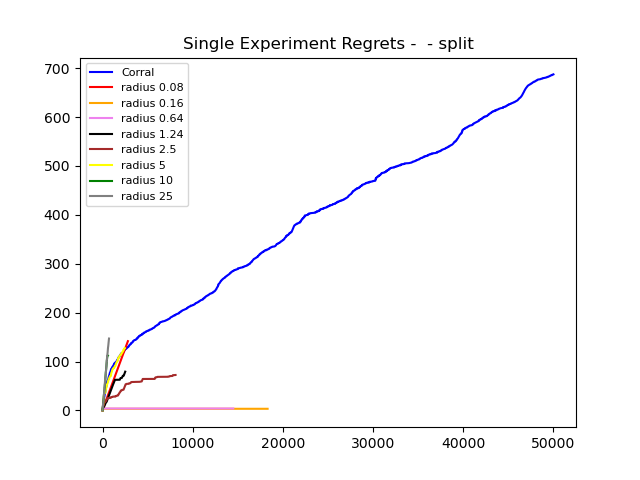 Single Experiment Regrets -  - split
700
600
500
400
300
200
100
0
Corral
radius 0.08
radius 0.16
radius 0.64
radius 1.24
radius 2.5
radius 5
radius 10
radius 25
0 10000 20000 30000 40000 50000